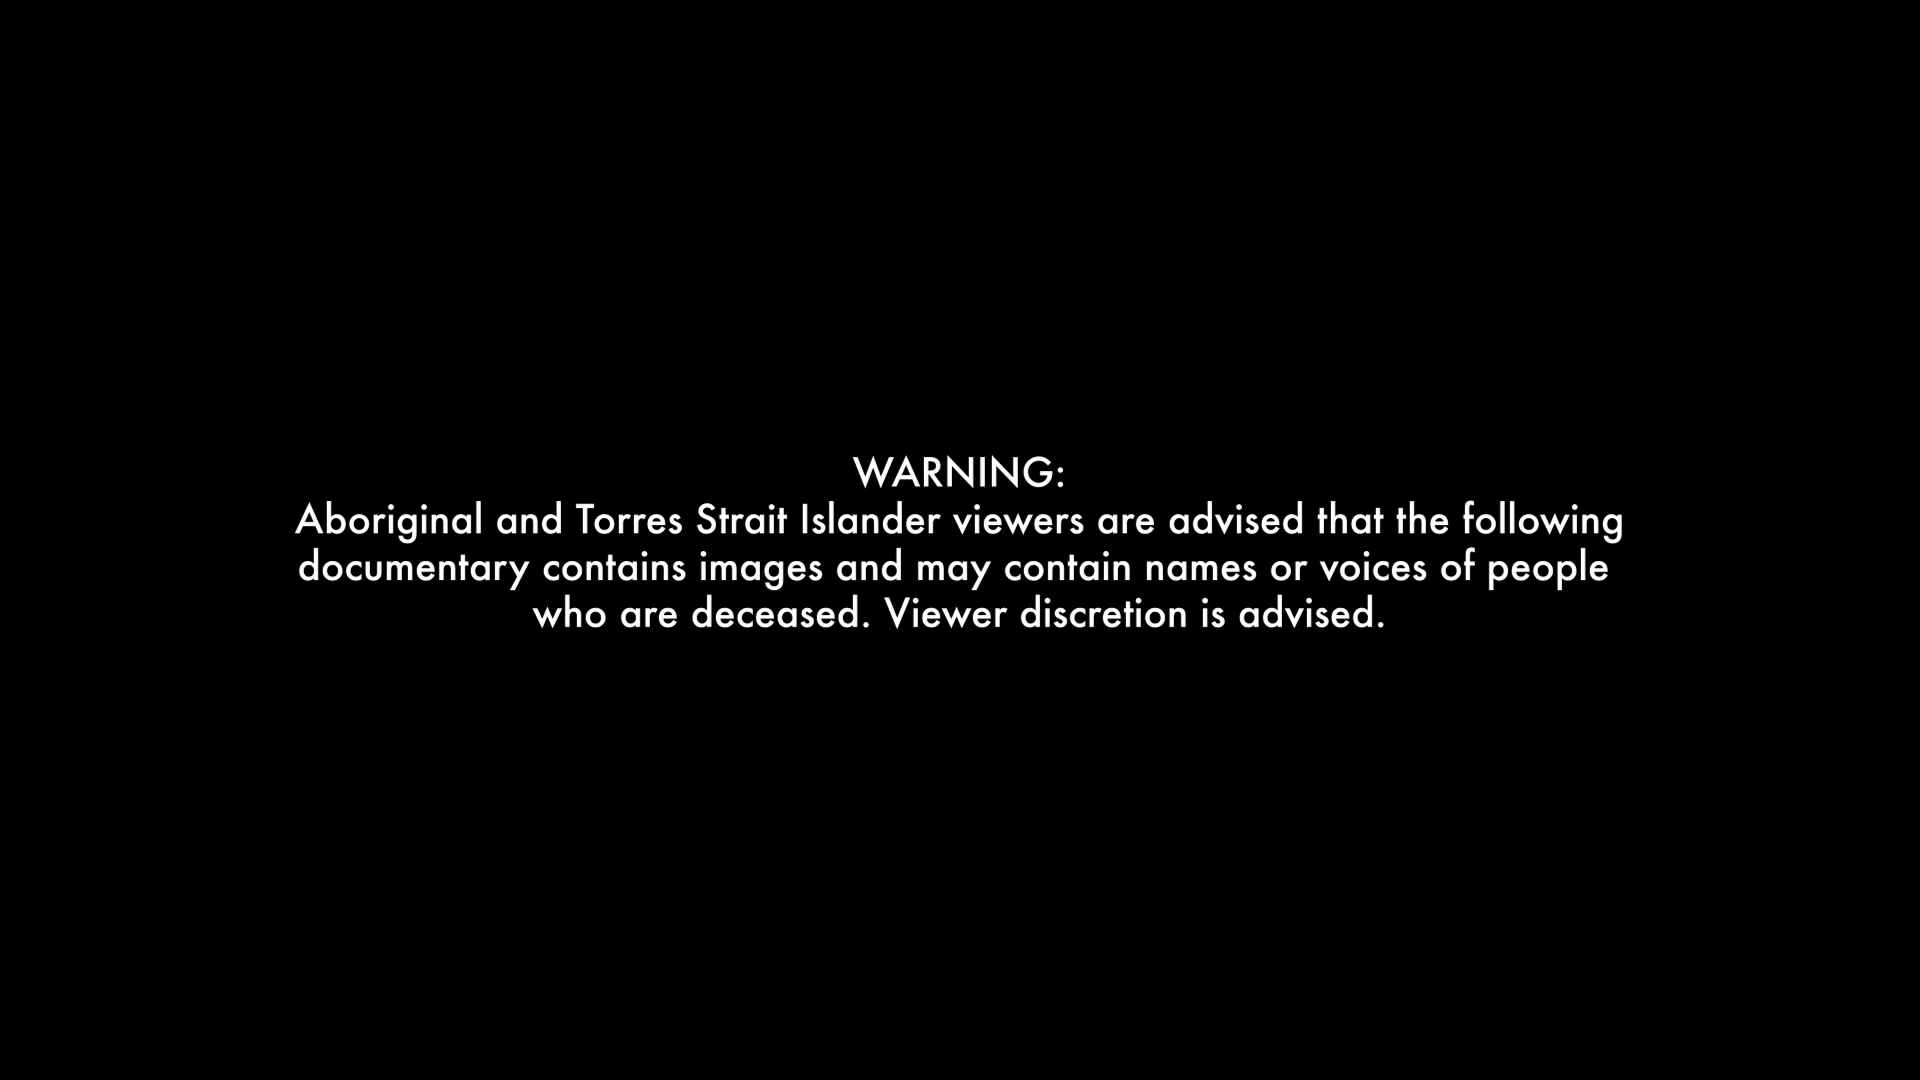 WARNING:
Aboriginal and Torres Strait Islander viewers are advised that the following
documentary contains images and may contain names or voices of people
who are deceased. Viewer discretion is advised.